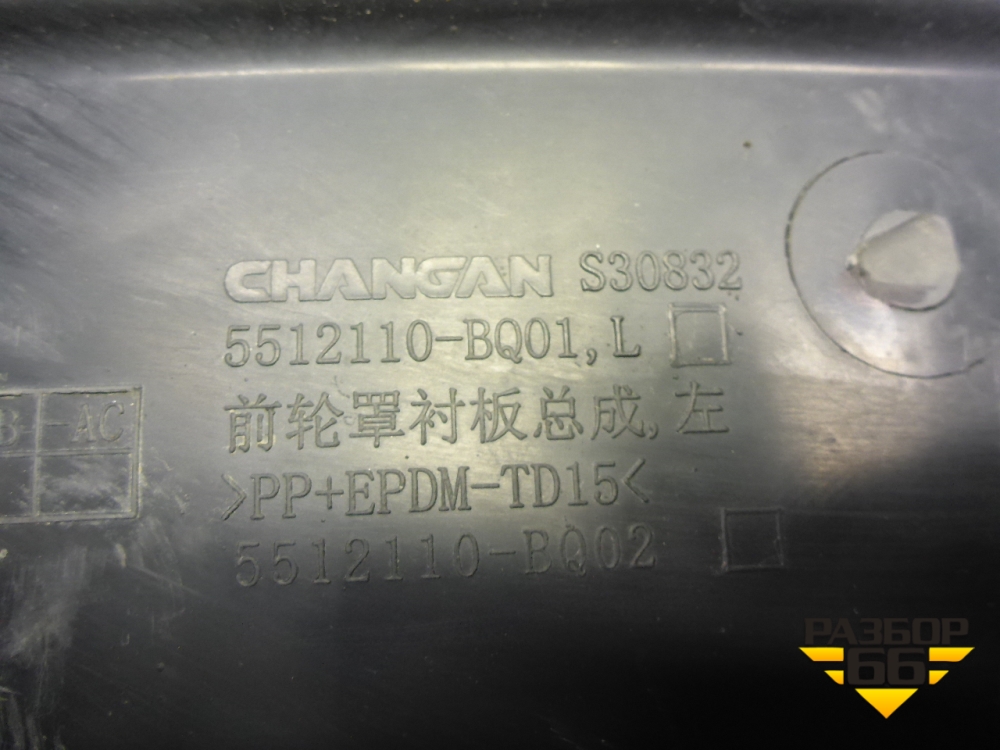 CHANGAN S30832
5512110-BQ01,L
前轮罩衬板总成,左
>PP+EPDM-TD15<
5512110-BQ02
B AC
РАЗБОР
66